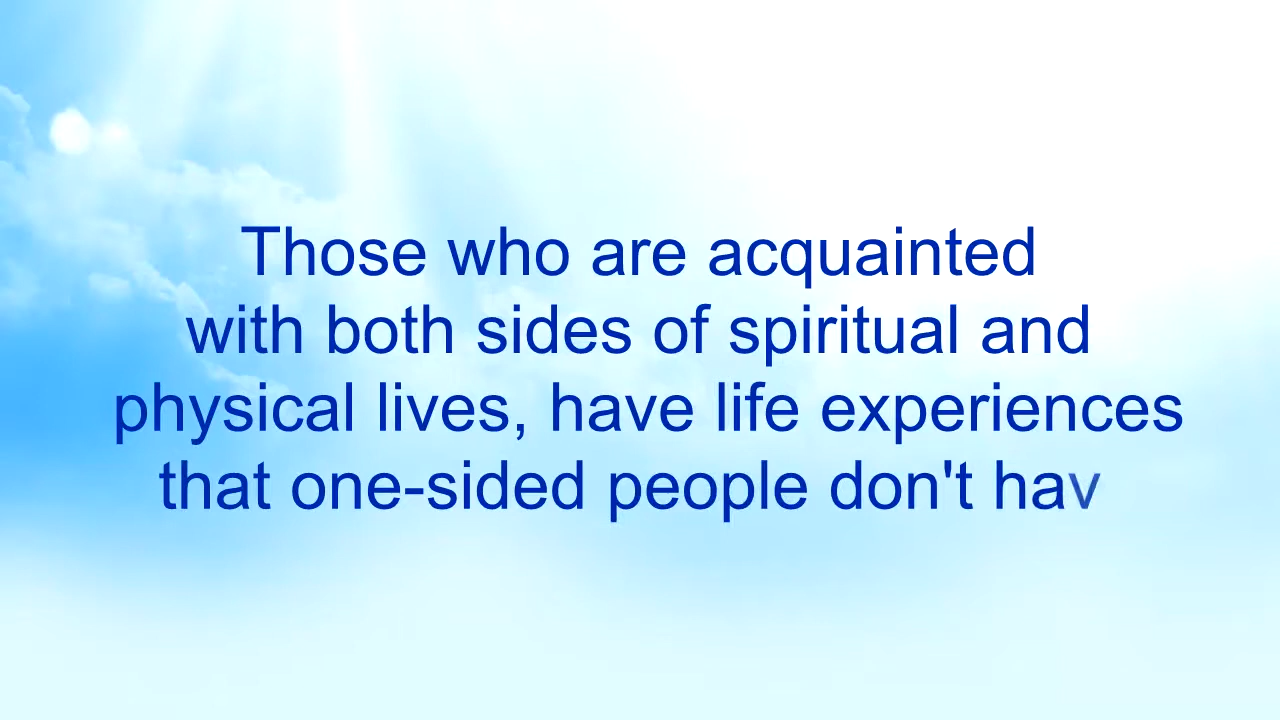 Those who are acquainted
with both sides of spiritual and
physical lives, have life experiences
that one-sided people don't hav